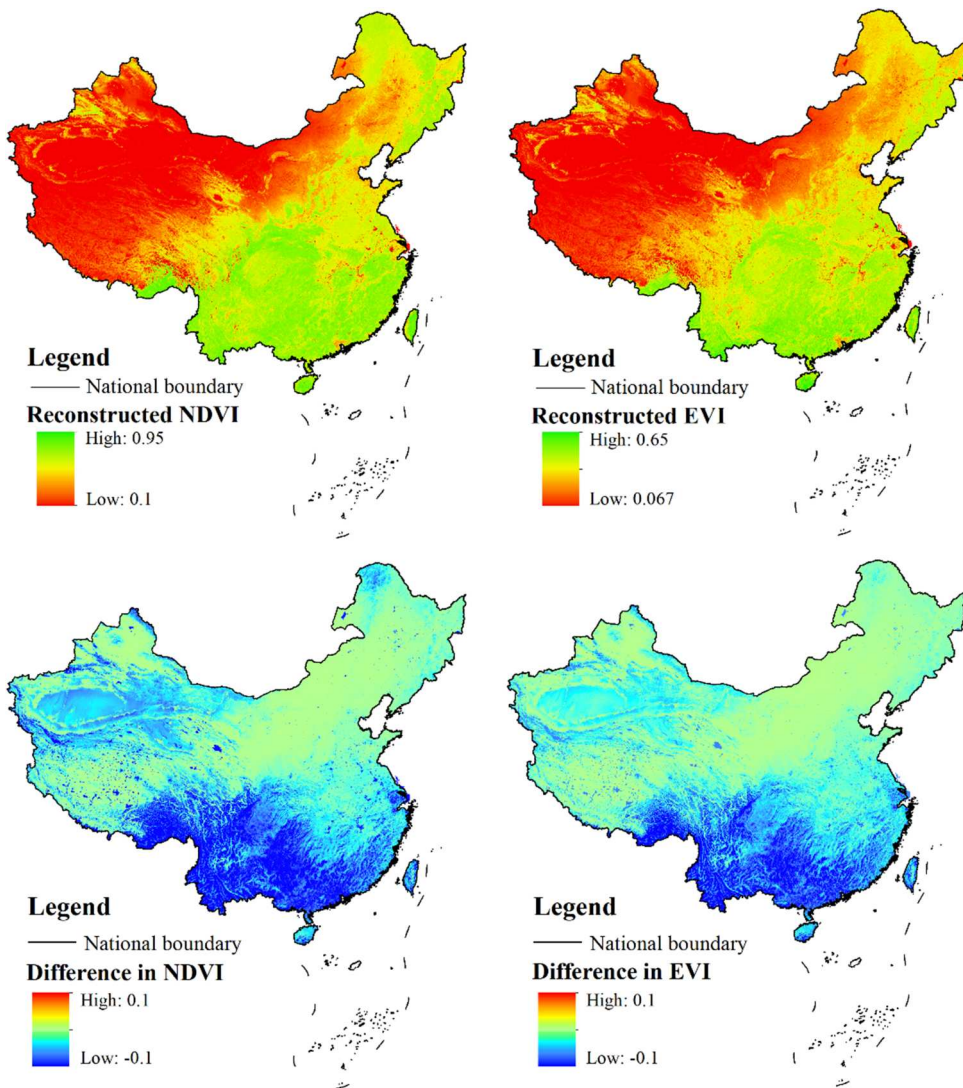 Legend
National boundary
Reconstructed NDVI
High: 0.95
Low: 0.1
Legend
National boundary
Reconstructed EVI
High: 0.65
Low: 0.067
Legend
National boundary
Difference in NDVI
High: 0.1
Low: -0.1
Legend
National boundary
Difference in EVI
High: 0.1
Low: -0.1